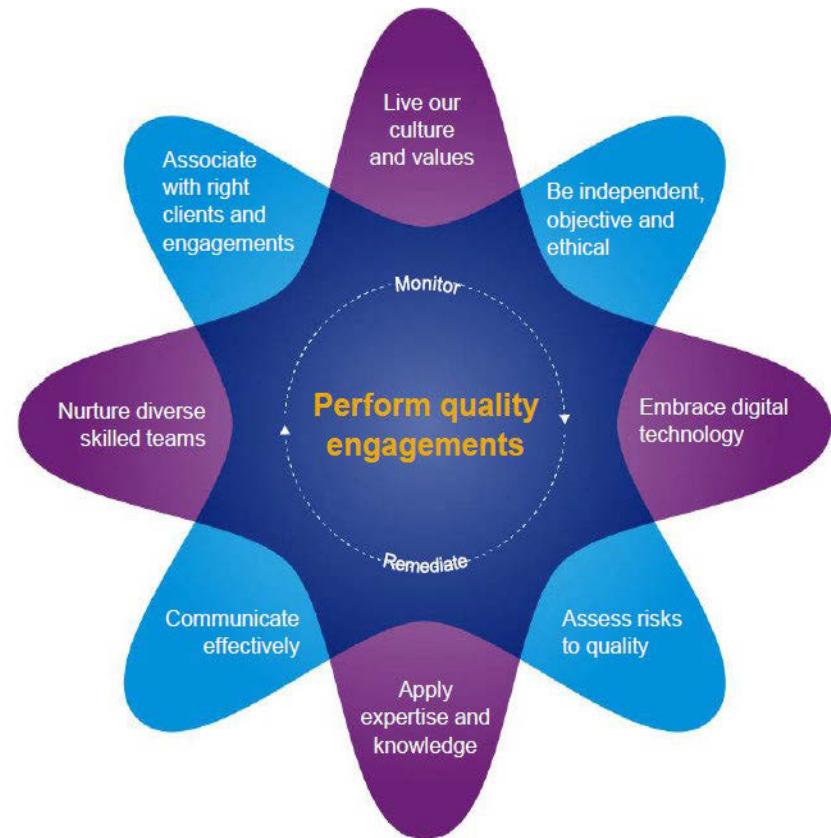 Live our
culture
and values
Be independent,
objective and
ethical
Embrace digital
technology
Assess risks
to quality
Apply
expertise and
knowledge
Communicate
effectively
Nurture diverse
skilled teams
Associate
with right
clients and
engagements
Monitor
Perform quality
engagements
Remediate